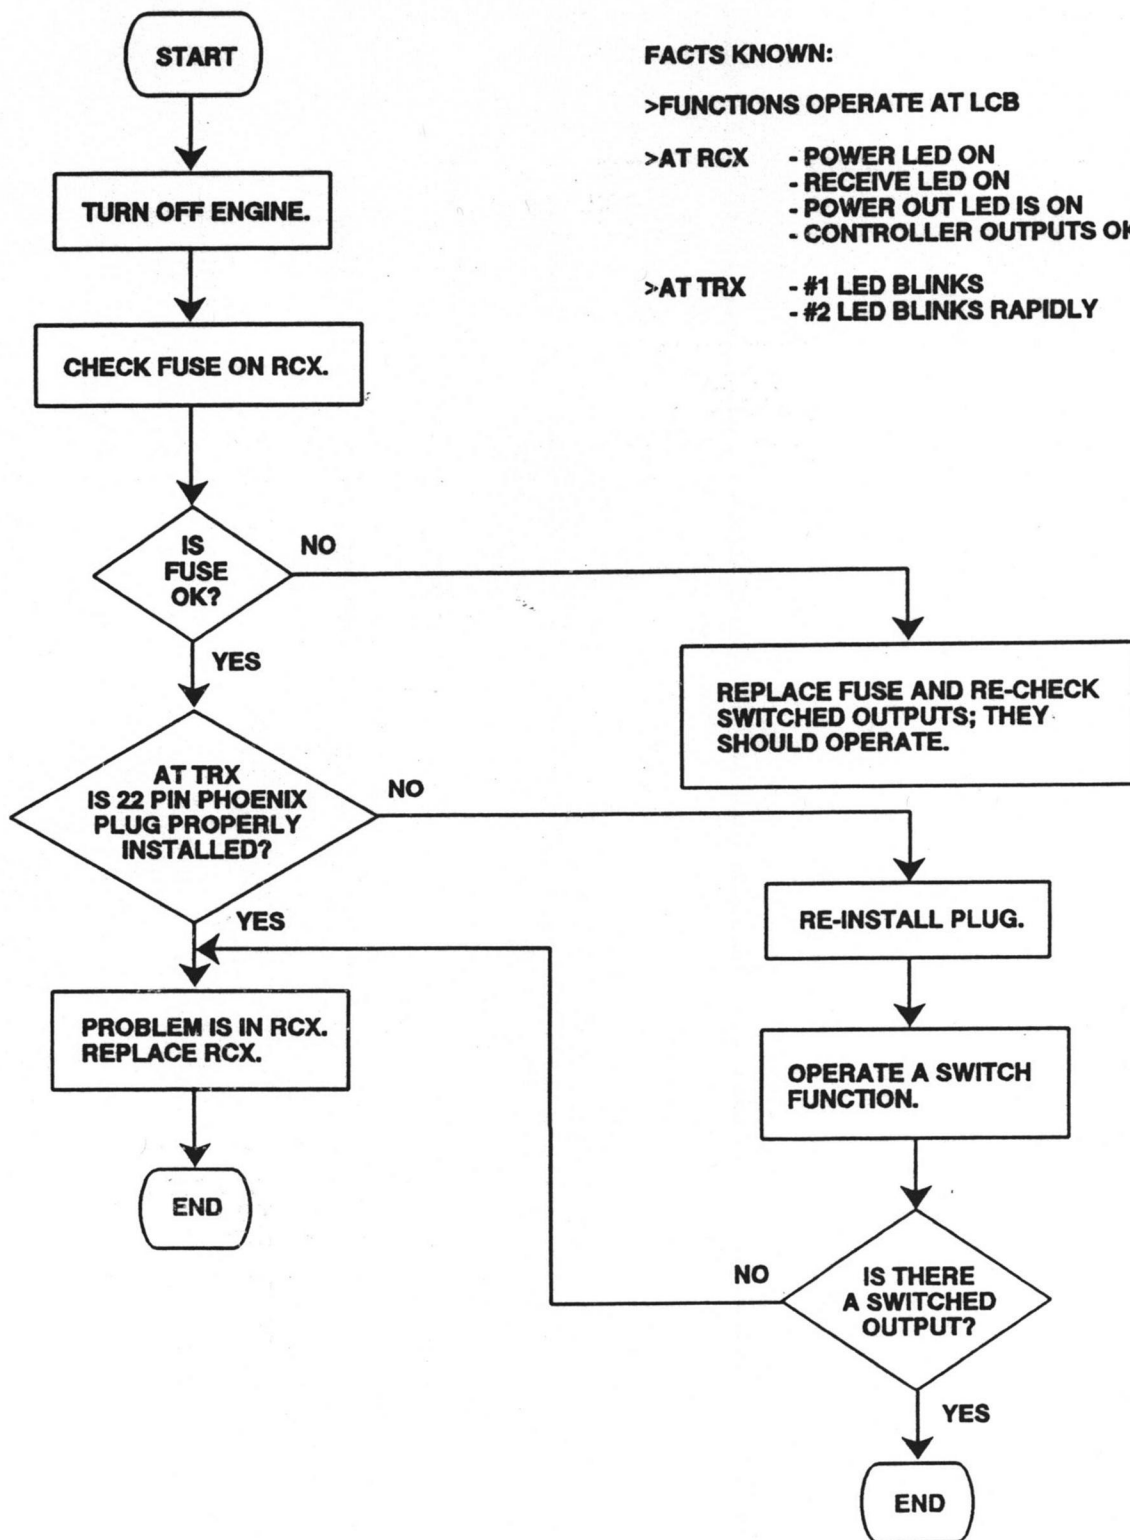 START
FACTS KNOWN:
>FUNCTIONS OPERATE AT LCB
>AT RCX - POWER LED ON
- RECEIVE LED ON
- POWER OUT LED IS ON
- CONTROLLER OUTPUTS OK
>AT TRX - #1 LED BLINKS
- #2 LED BLINKS RAPIDLY
TURN OFF ENGINE.
CHECK FUSE ON RCX.
IS
FUSE
OK?
NO
YES
REPLACE FUSE AND RE-CHECK
SWITCHED OUTPUTS; THEY
SHOULD OPERATE.
AT TRX
IS 22 PIN PHOENIX
PLUG PROPERLY
INSTALLED?
NO
YES
RE-INSTALL PLUG.
PROBLEM IS IN RCX.
REPLACE RCX.
OPERATE A SWITCH
FUNCTION.
END
NO
IS THERE
A SWITCHED
OUTPUT?
YES
END